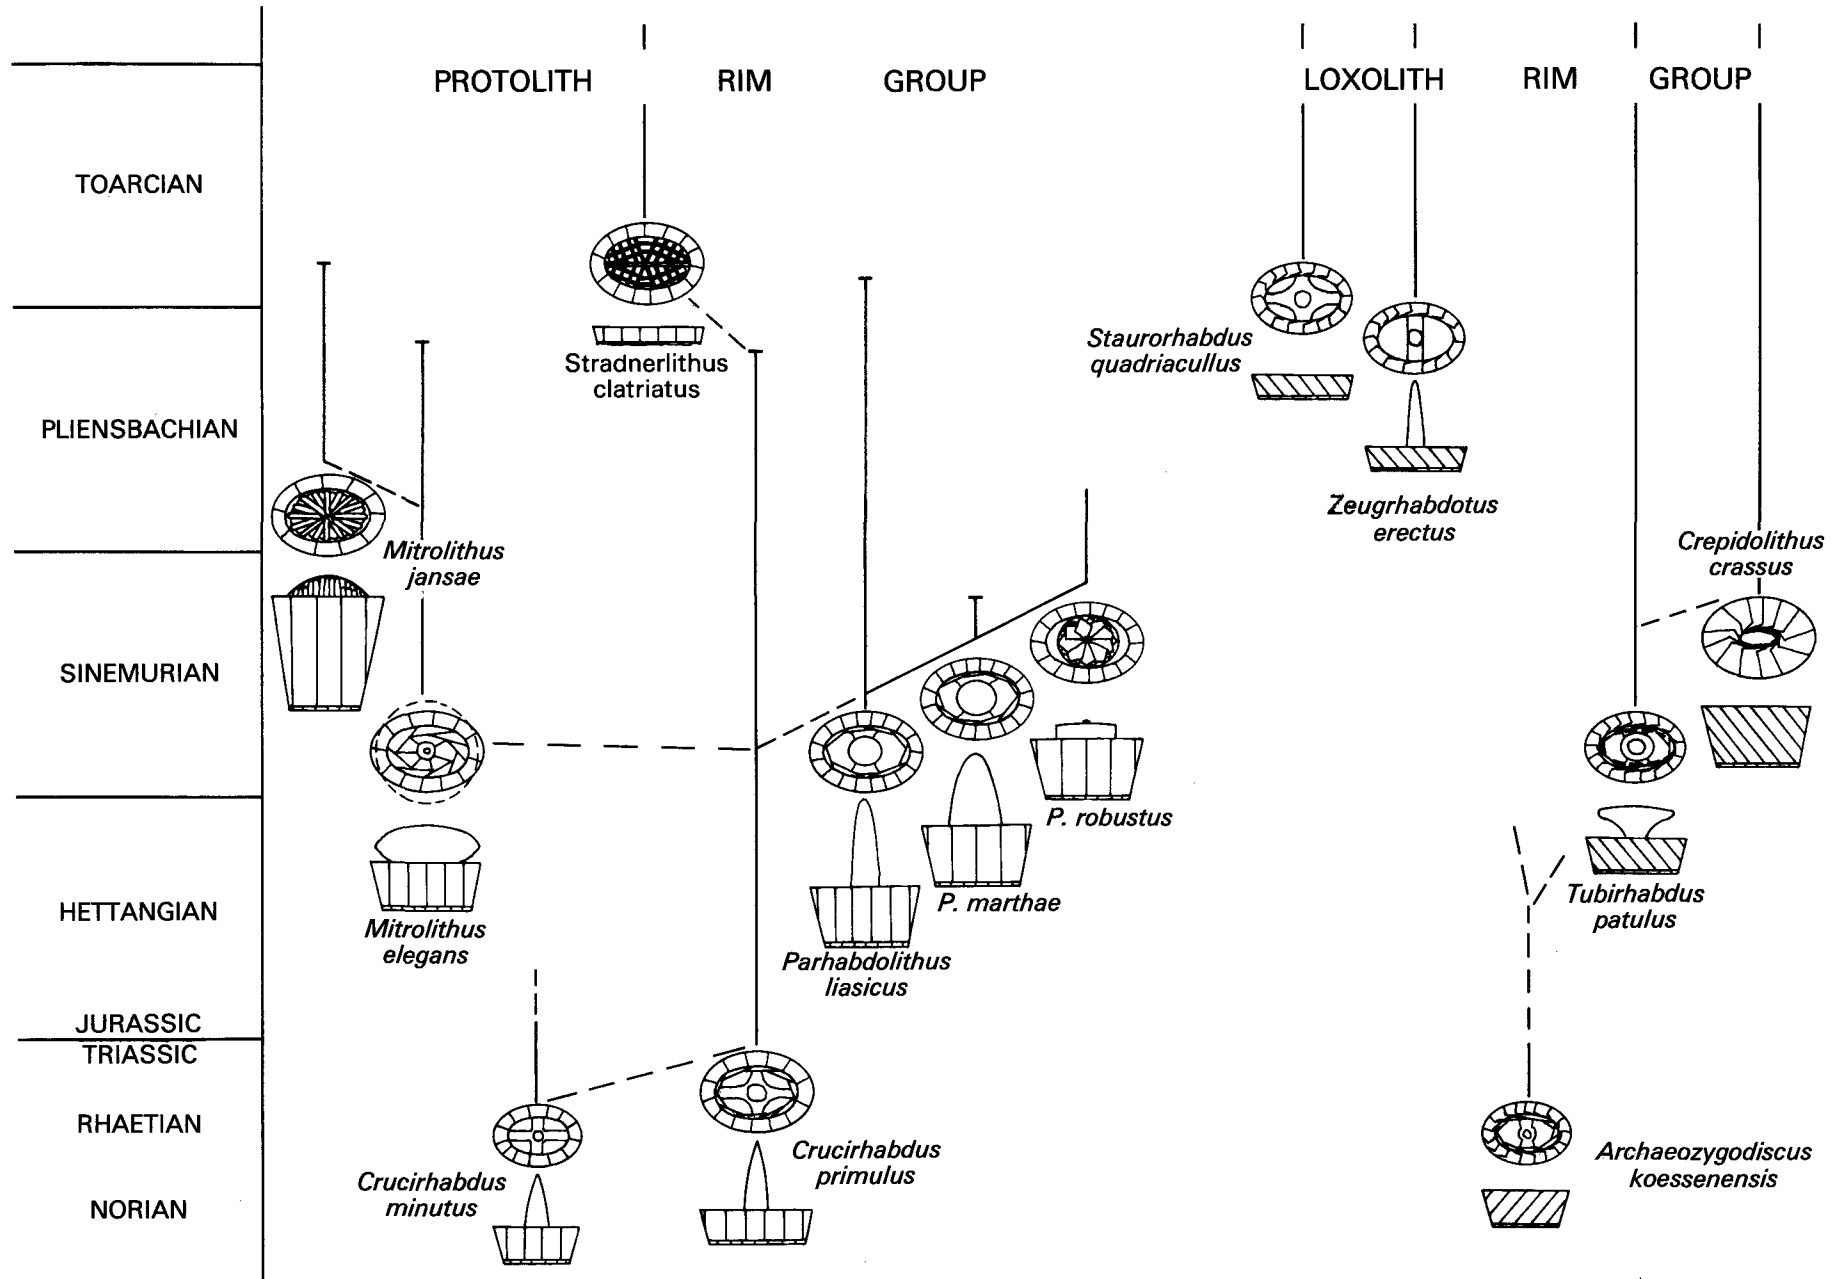 PROTOLITH RIM GROUP
LOXOLITH RIM GROUP
TOARCIAN
PLIENSBACHIAN
SINEMURIAN
HETTANGIAN
JURASSIC
TRIASSIC
RHAETIAN
NORIAN
Stradnerlithus
clatriatus
Staurorhabdus
quadriacullus
Zeugrhabdotus
erectus
Crepidolithus
crassus
Mitrolithus
jansae
P. robustus
P. marthae
Tubirhabdus
patulus
Mitrolithus
elegans
Parhabdolithus
liasicus
Crucirhabdus
primulus
Archaeozygodiscus
koessenensis
Crucirhabdus
minutus